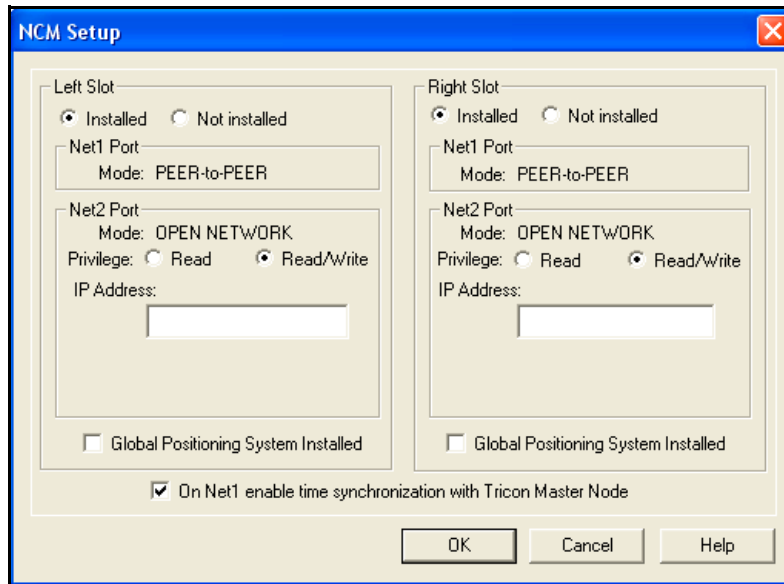 NCM Setup
Left Slot
Installed Not installed
Net1 Port
Mode: PEER-to-PEER
Net2 Port
Mode: OPEN NETWORK
Privilege: Read Read/Write
IP Address:
Global Positioning System Installed
Right Slot
Installed Not installed
Net1 Port
Mode: PEER-to-PEER
Net2 Port
Mode: OPEN NETWORK
Privilege: Read Read/Write
IP Address:
Global Positioning System Installed
On Net1 enable time synchronization with Tricon Master Node
OK Cancel Help